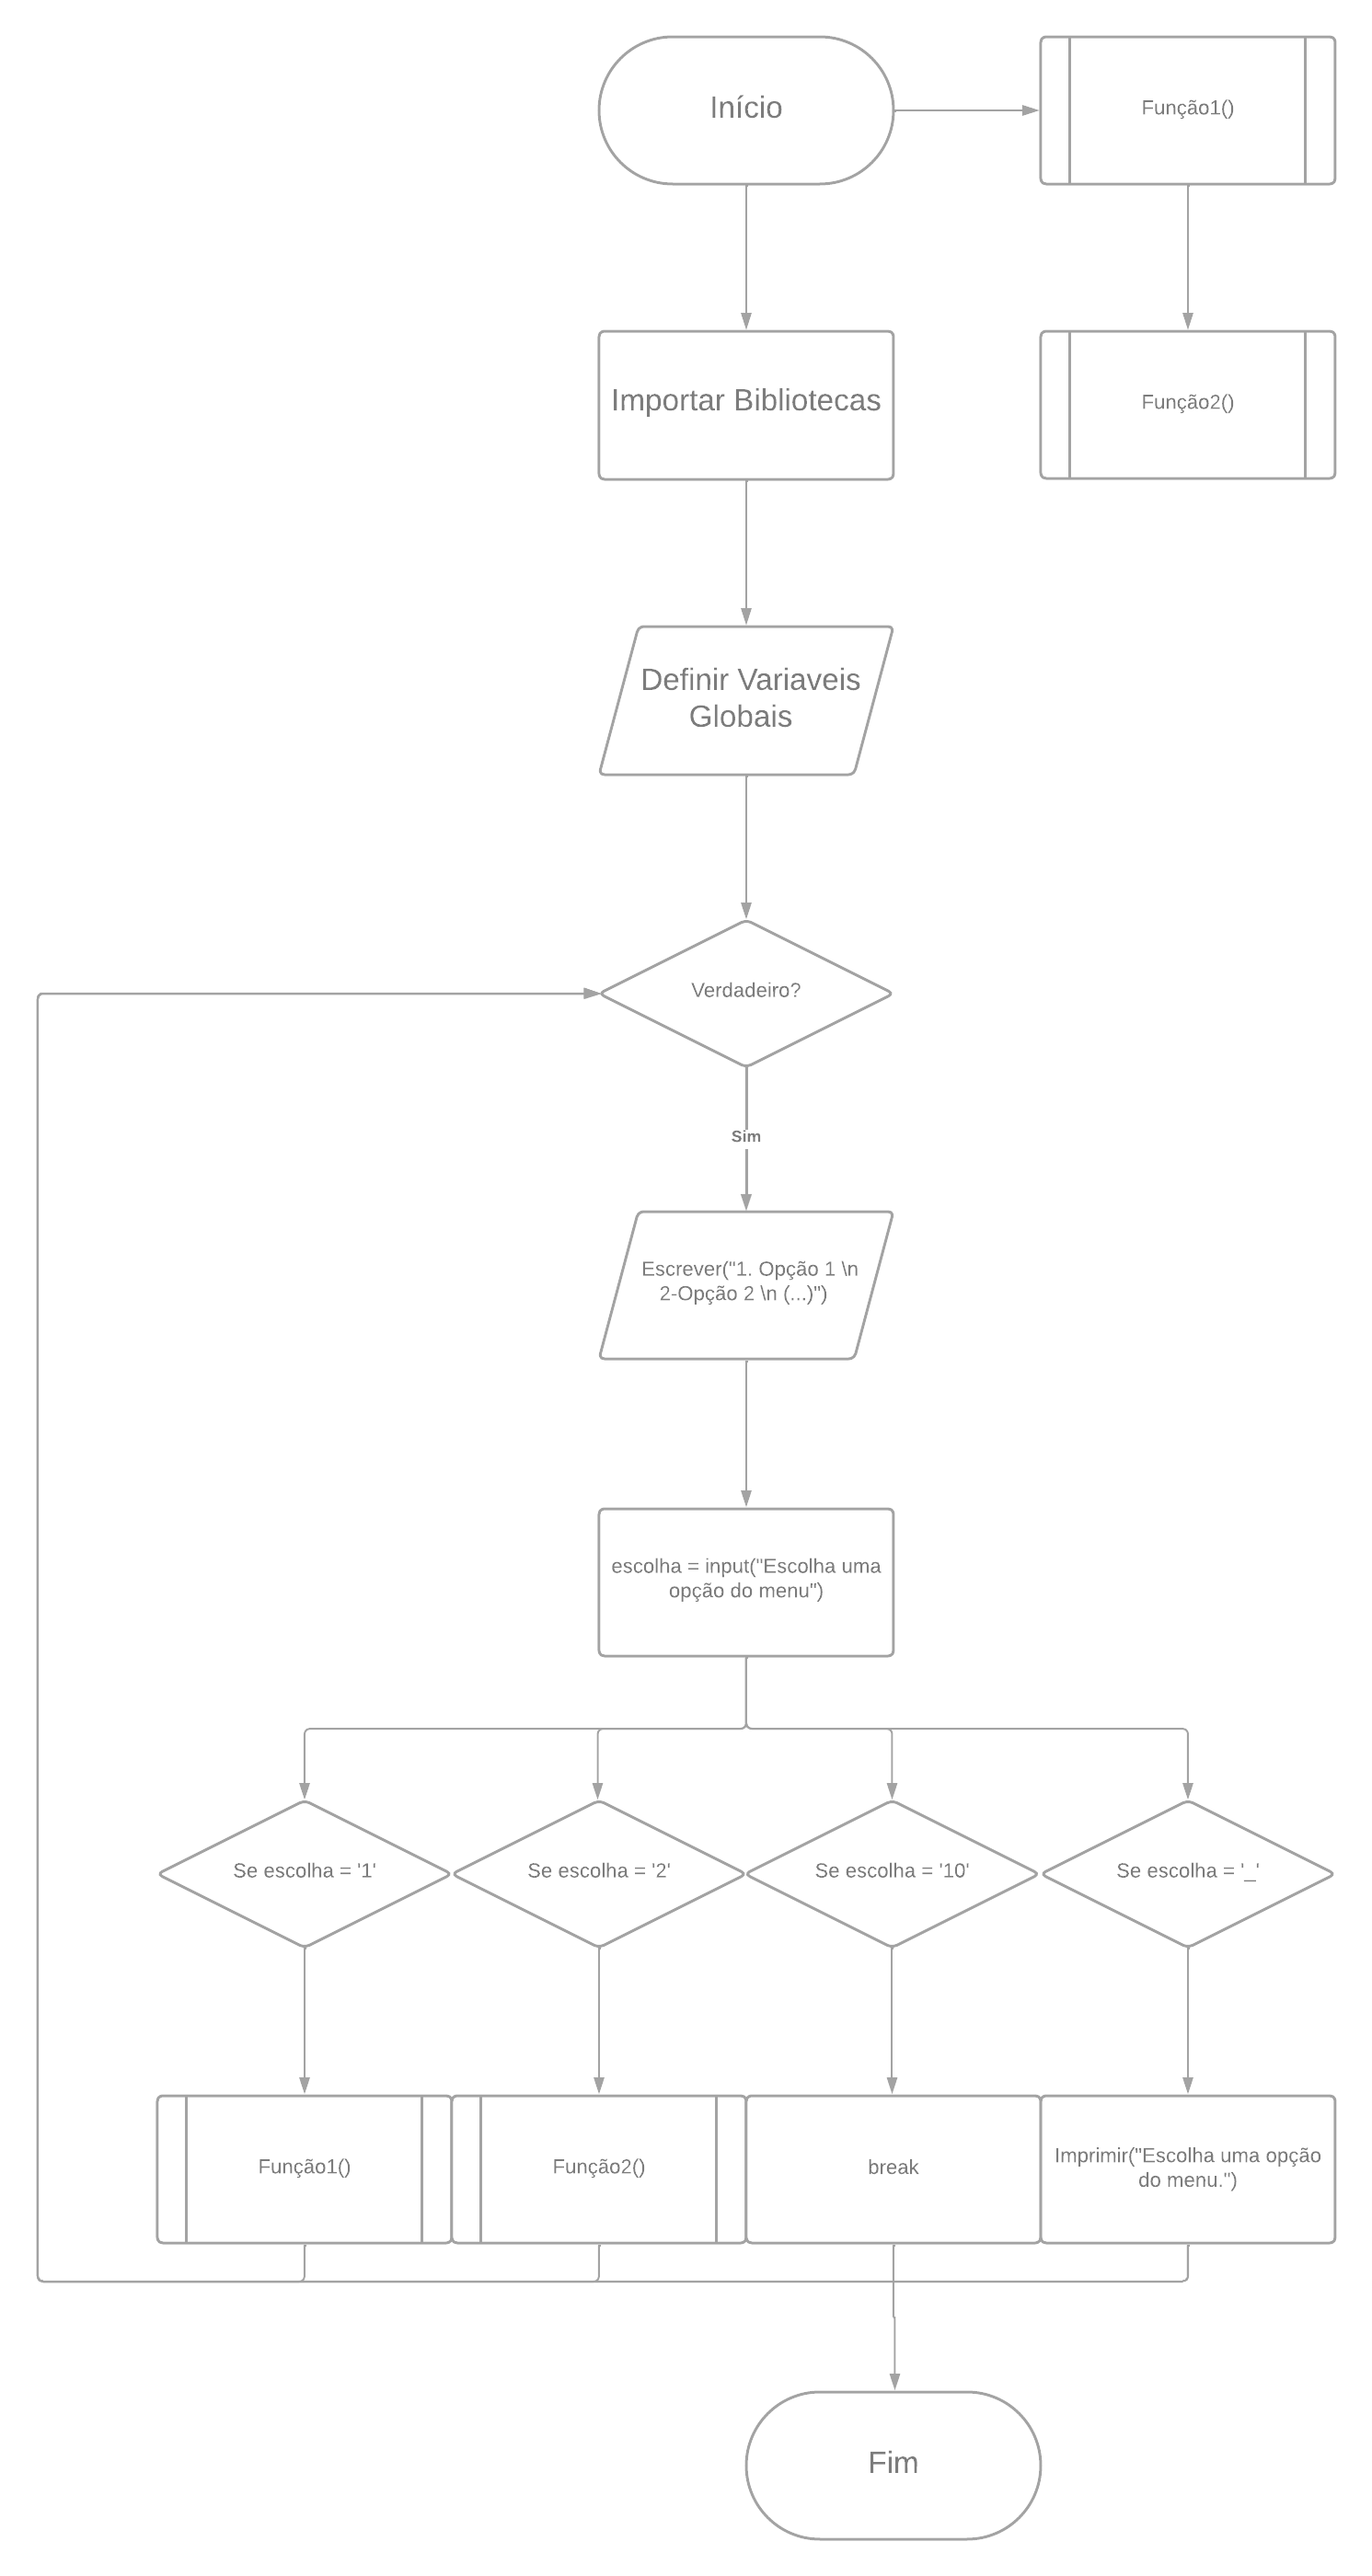 Início
Função1()
Importar Bibliotecas
Função2()
Definir Variaveis
Globais
Verdadeiro?
Sim
Escrever("1. Opção 1 \n
2-Opção 2 \n (...)")
escolha = input("Escolha uma
opção do menu")
Se escolha = '1'
Se escolha = '2'
Se escolha = '10'
Se escolha = '_'
Função1()
Função2()
break
Imprimir("Escolha uma opção
do menu.")
Fim